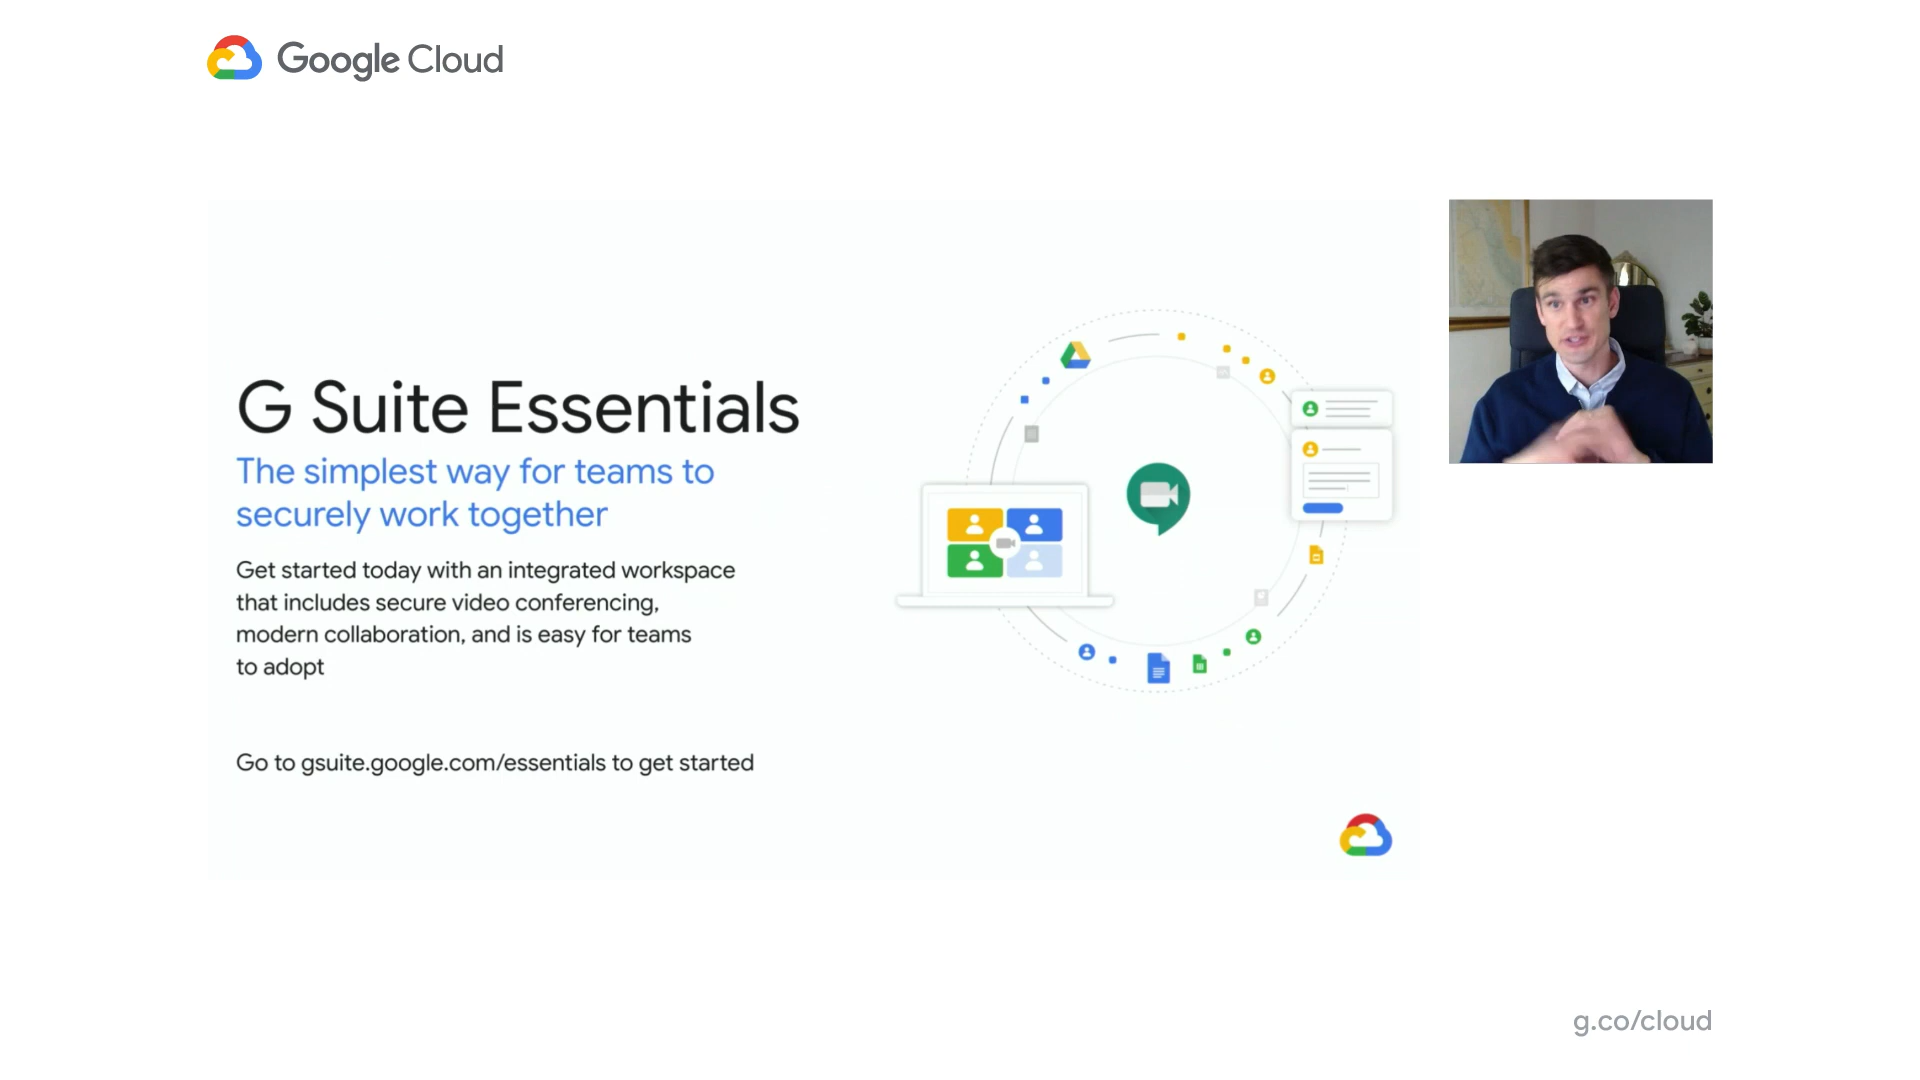 Google Cloud
G Suite Essentials
The simplest way for teams to
securely work together
Get started today with an integrated workspace
that includes secure video conferencing,
modern collaboration, and is easy for teams
to adopt
Go to gsuite.google.com/essentials to get started
g.co/cloud